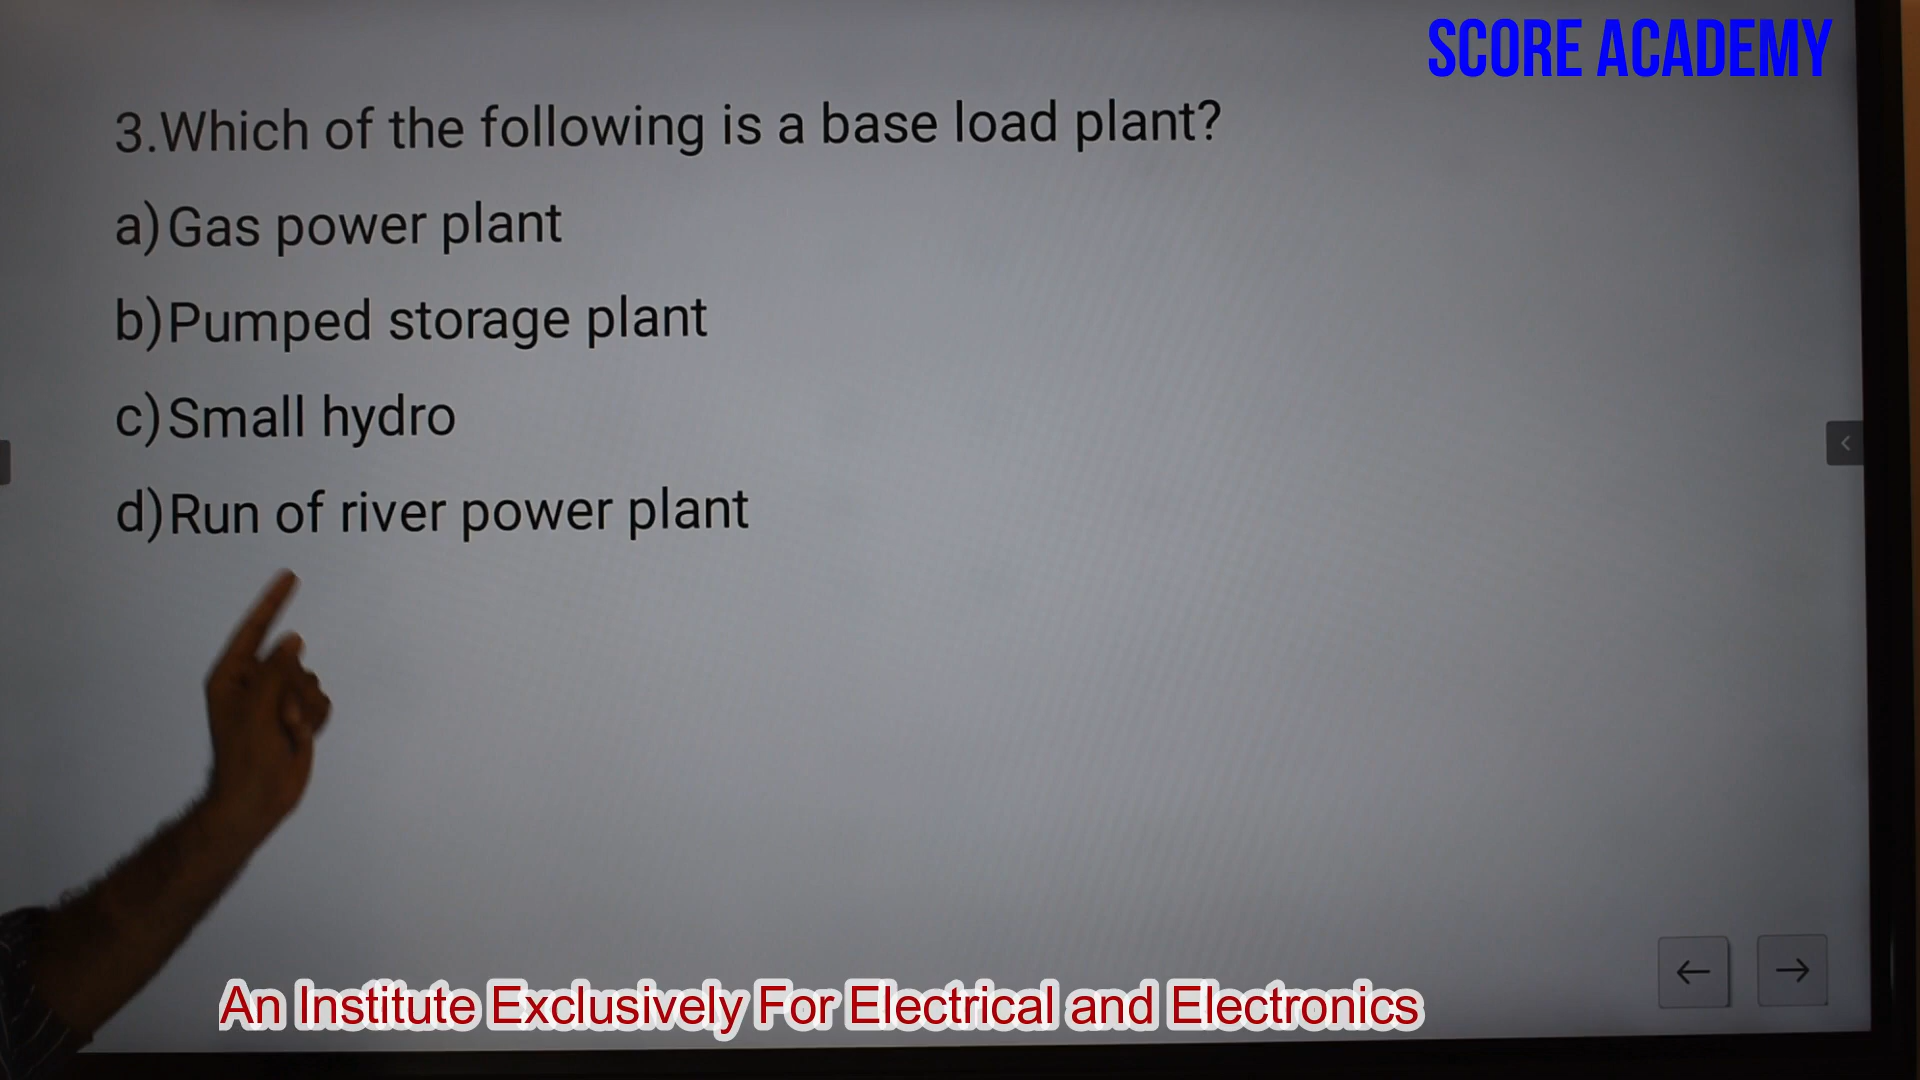 SCORE ACADEMY
3.Which of the following is a base load plant?
a)Gas power plant
b)Pumped storage plant
c)Small hydro
d)Run of river power plant
An Institute Exclusively For Electrical and Electronics